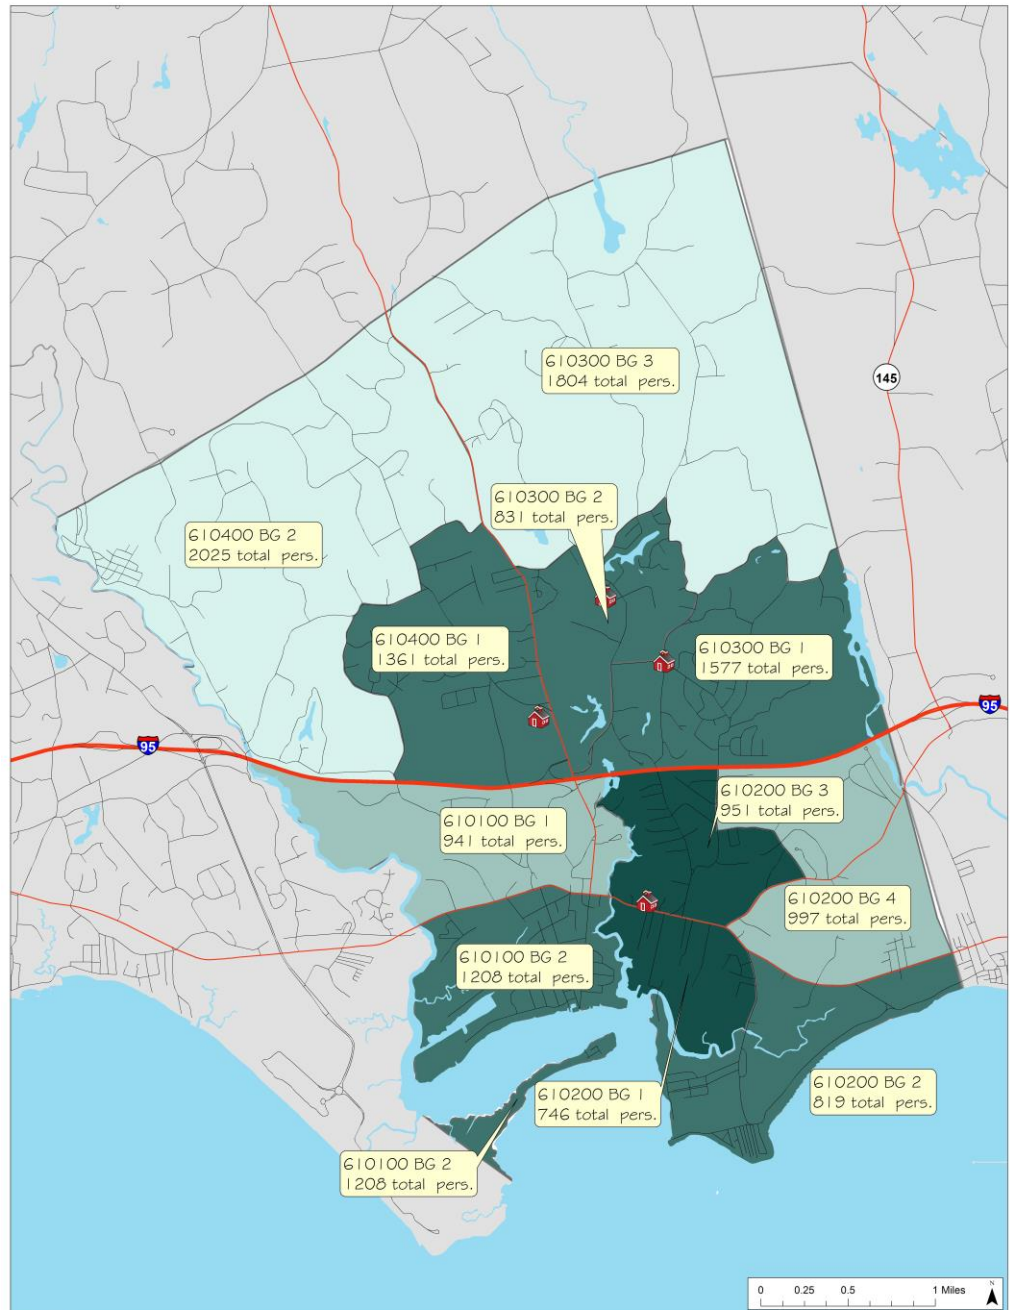 610300 BG 3
1804 total pers.
145
610300 BG 2
831 total pers.
610400 BG 2
2025 total pers.
610400 BG 1
1361 total pers.
610300 BG 1
1577 total pers.
95
95
610200 BG 3
951 total pers.
610100 BG 1
941 total pers.
610200 BG 4
997 total pers.
610100 BG 2
1208 total pers.
610200 BG 2
819 total pers.
610200 BG 1
746 total pers.
610100 BG 2
1208 total pers.
0 0.25 0.5 1 Miles
N